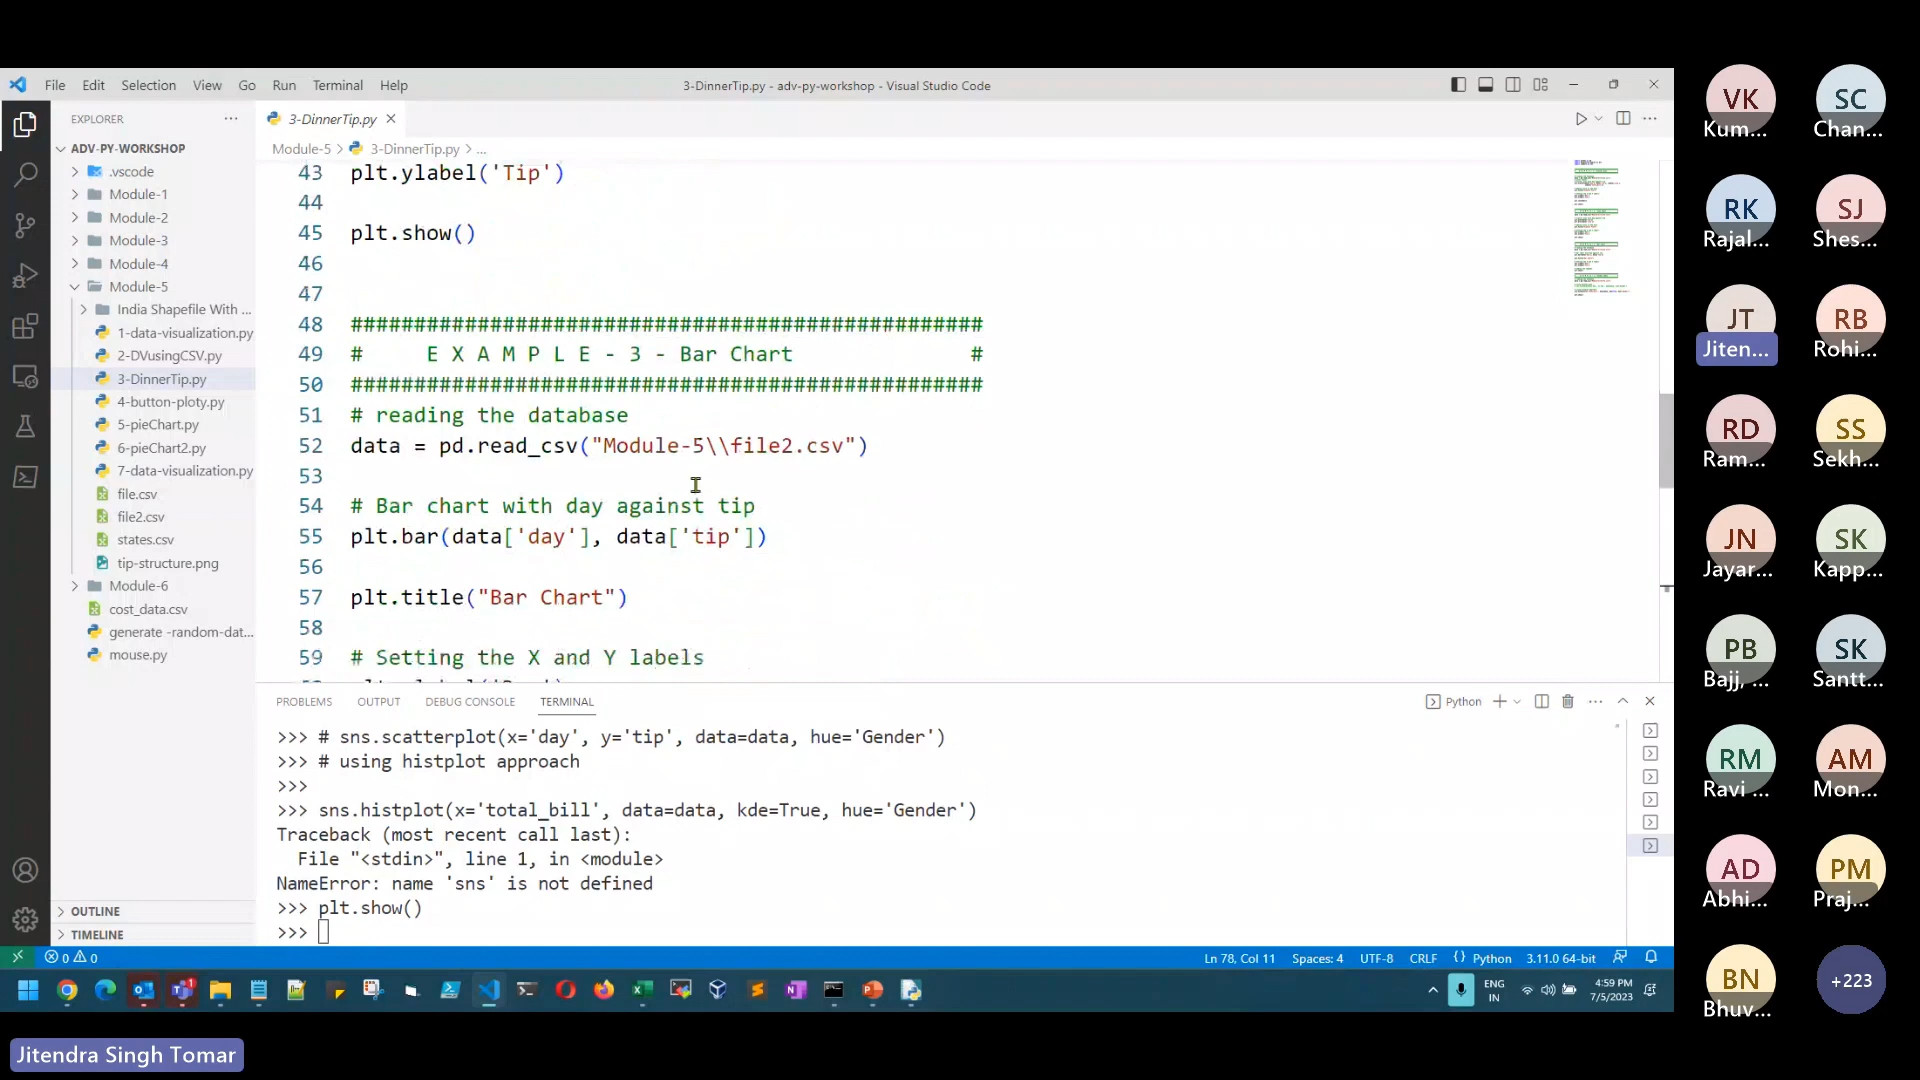 File Edit Selection View Go Run Terminal Help
3-DinnerTip.py - adv-py-workshop - Visual Studio Code
EXPLORER
ADV-PY-WORKSHOP
.vscode
Module-1
Module-2
Module-3
Module-4
Module-5
India Shapefile With ...
1-data-visualization.py
2-DVusingCSV.py
3-DinnerTip.py
4-button-ploty.py
5-pieChart.py
6-pieChart2.py
7-data-visualization.py
file.csv
file2.csv
states.csv
tip-structure.png
Module-6
cost_data.csv
generate -random-dat...
mouse.py
OUTLINE
TIMELINE
3-DinnerTip.py
Module-5 > 3-DinnerTip.py > ...
43 plt.ylabel('Tip')
44
45 plt.show()
46
47
48 ##################################################
49 # E X A M P L E - 3 - Bar Chart #
50 ##################################################
51 # reading the database
52 data = pd.read_csv("Module-5\\file2.csv")
53
54 # Bar chart with day against tip
55 plt.bar(data['day'], data['tip'])
56
57 plt.title("Bar Chart")
58
59 # Setting the X and Y labels
PROBLEMS OUTPUT DEBUG CONSOLE TERMINAL
Python
>>> # sns.scatterplot(x='day', y='tip', data=data, hue='Gender')
>>> # using histplot approach
>>>
>>> sns.histplot(x='total_bill', data=data, kde=True, hue='Gender')
Traceback (most recent call last):
File "<stdin>", line 1, in <module>
NameError: name 'sns' is not defined
>>> plt.show()
>>>
0 0
Ln 78, Col 11 Spaces: 4 UTF-8 CRLF Python 3.11.0 64-bit
ENG
IN
4:59 PM
7/5/2023
Jitendra Singh Tomar
VK
Kum...
SC
Chan...
RK
Rajal...
SJ
Shes...
JT
Jiten...
RB
Rohi...
RD
Ram...
SS
Sekh...
JN
Jayar...
SK
Kapp...
PB
Bajj, ...
SK
Santt...
RM
Ravi ...
AM
Mon...
AD
Abhi...
PM
Praj...
BN
Bhuv...
+223